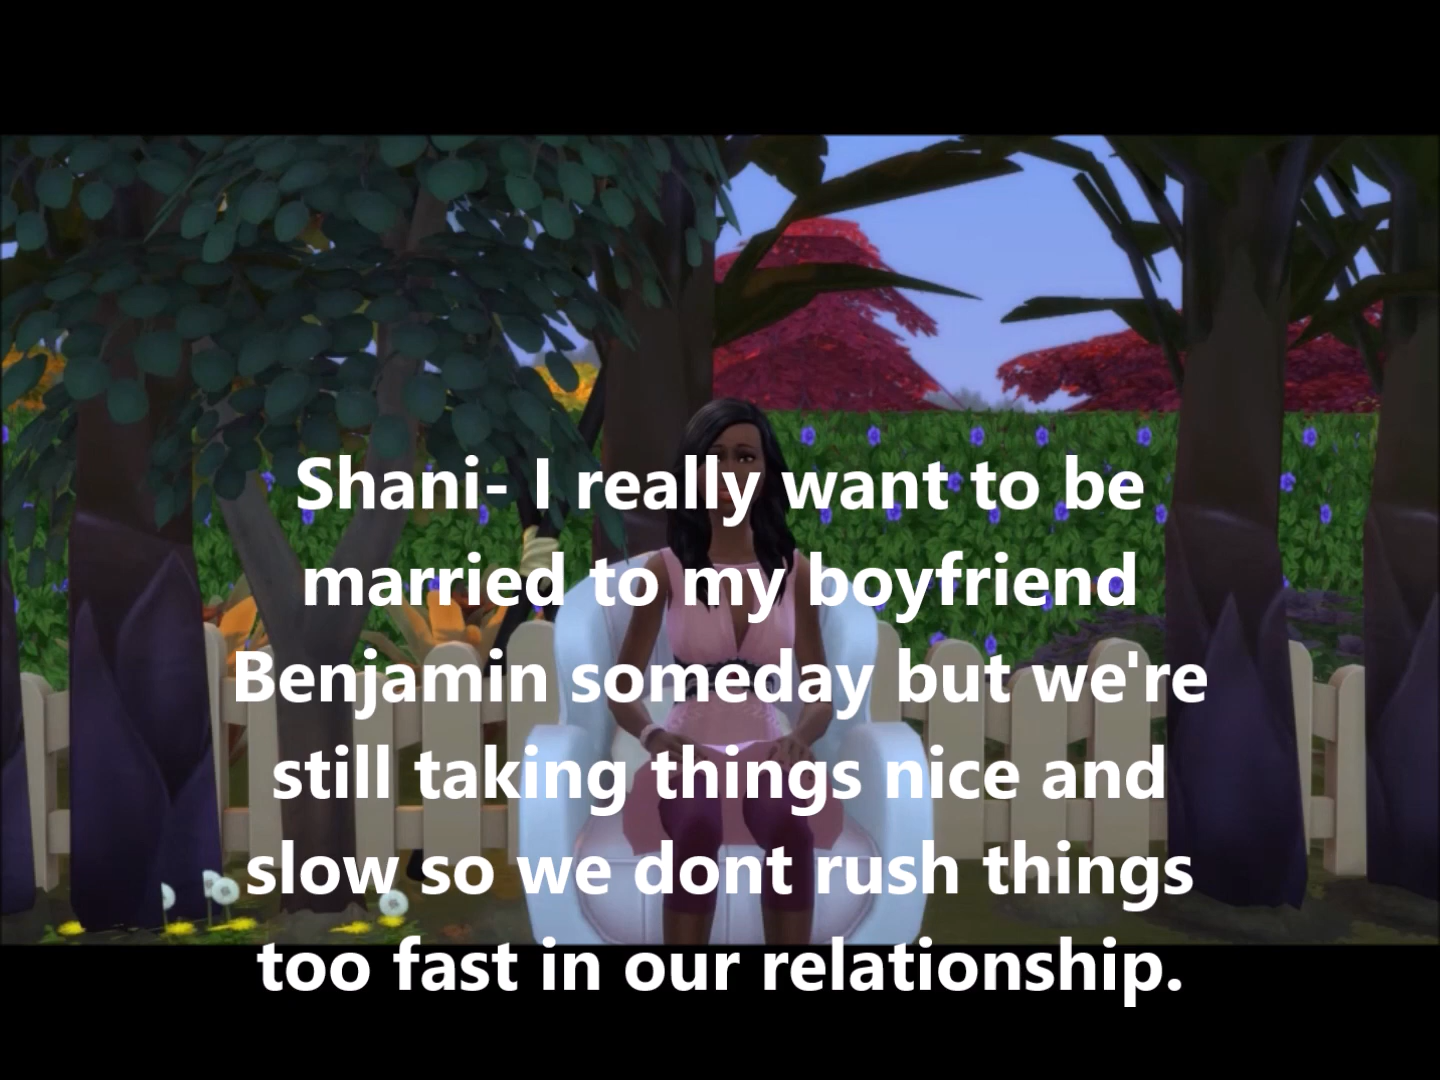 Shani- I really want to be
married to my boyfriend
Benjamin someday but we're
still taking things nice and
slow so we dont rush things
too fast in our relationship.